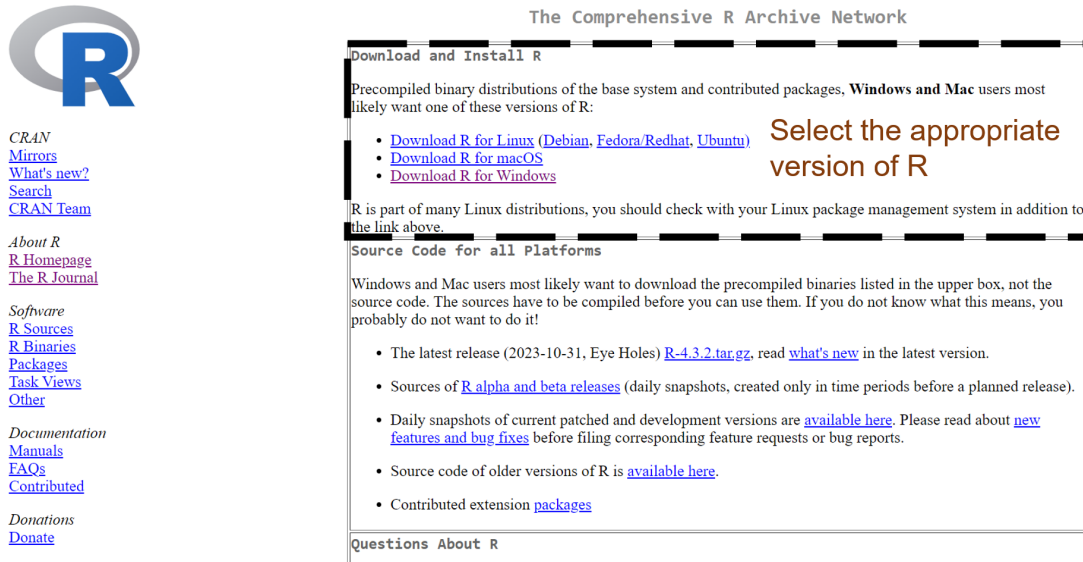 R
CRAN
Mirrors
What's new?
Search
CRAN Team
About R
R Homepage
The R Journal
Software
R Sources
R Binaries
Packages
Task Views
Other
Documentation
Manuals
FAQs
Contributed
Donations
Donate
The Comprehensive R Archive Network
Download and Install R
Precompiled binary distributions of the base system and contributed packages, Windows and Mac users most
likely want one of these versions of R:
• Download R for Linux (Debian, Fedora/Redhat, Ubuntu)
• Download R for macOS
• Download R for Windows
Select the appropriate
version of R
R is part of many Linux distributions, you should check with your Linux package management system in addition to
the link above.
Source Code for all Platforms
Windows and Mac users most likely want to download the precompiled binaries listed in the upper box, not the
source code. The sources have to be compiled before you can use them. If you do not know what this means, you
probably do not want to do it!
• The latest release (2023-10-31, Eye Holes) R-4.3.2.tar.gz, read what's new in the latest version.
• Sources of R alpha and beta releases (daily snapshots, created only in time periods before a planned release).
• Daily snapshots of current patched and development versions are available here. Please read about new
features and bug fixes before filing corresponding feature requests or bug reports.
• Source code of older versions of R is available here.
• Contributed extension packages
Questions About R